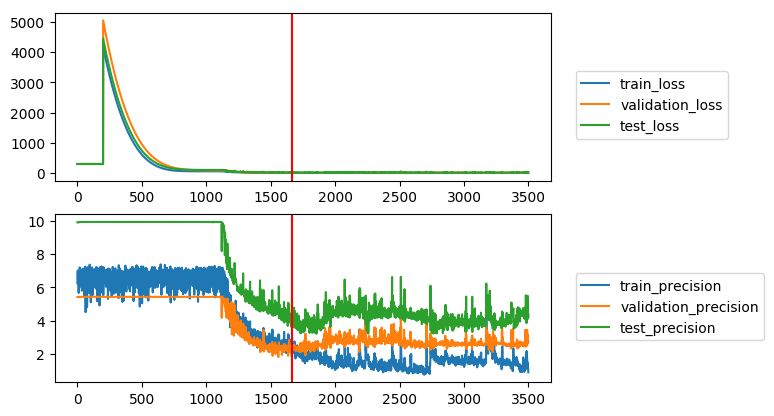 5000
4000
3000
2000
1000
0
0 500 1000 1500 2000 2500 3000 3500
train_loss
validation_loss
test_loss
10
8
6
4
2
0 500 1000 1500 2000 2500 3000 3500
train_precision
validation_precision
test_precision